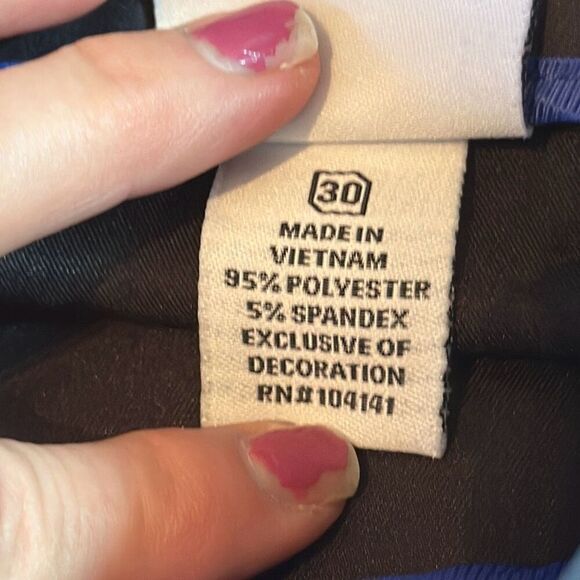 30
MADE IN
VIETNAM
95% POLYESTER
5% SPANDEX
EXCLUSIVE OF
DECORATION
RN#104141